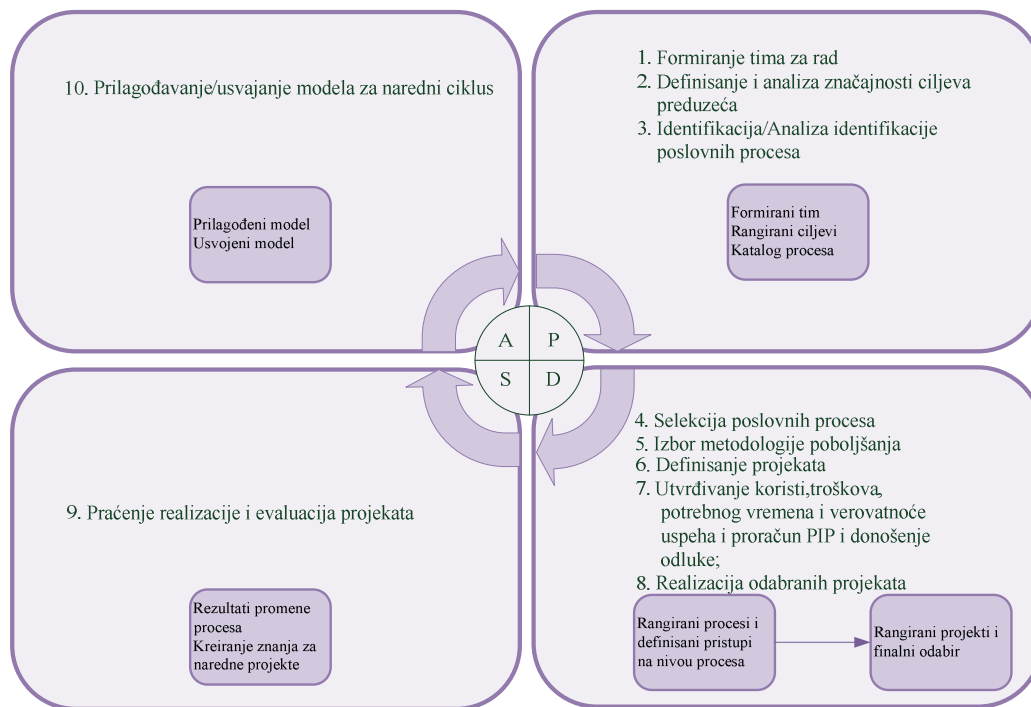 10. Prilagođavanje/usvajanje modela za naredni ciklus
Prilagođeni model
Usvojeni model
1. Formiranje tima za rad
2. Definisanje i analiza značajnosti ciljeva
preduzeća
3. Identifikacija/Analiza identifikacije
poslovnih procesa
Formirani tim
Rangirani ciljevi
Katalog procesa
A
P
S
D
9. Praćenje realizacije i evaluacija projekata
Rezultati promene
procesa
Kreiranje znanja za
naredne projekte
4. Selekcija poslovnih procesa
5. Izbor metodologije poboljšanja
6. Definisanje projekata
7. Utvrđivanje koristi,troškova,
potrebnog vremena i verovatnoće
uspeha i proračun PIP i donošenje
odluke;
8. Realizacija odabranih projekata
Rangirani procesi i
definisani pristupi
na nivou procesa
Rangirani projekti i
finalni odabir